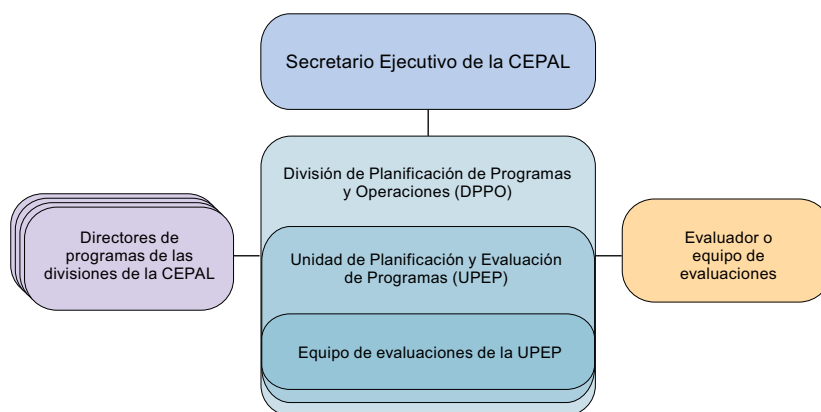 Secretario Ejecutivo de la CEPAL
División de Planificación de Programas
y Operaciones (DPPO)
Directores de
programas de las
divisiones de la CEPAL
Unidad de Planificación y Evaluación
de Programas (UPEP)
Evaluador o
equipo de
evaluaciones
Equipo de evaluaciones de la UPEP